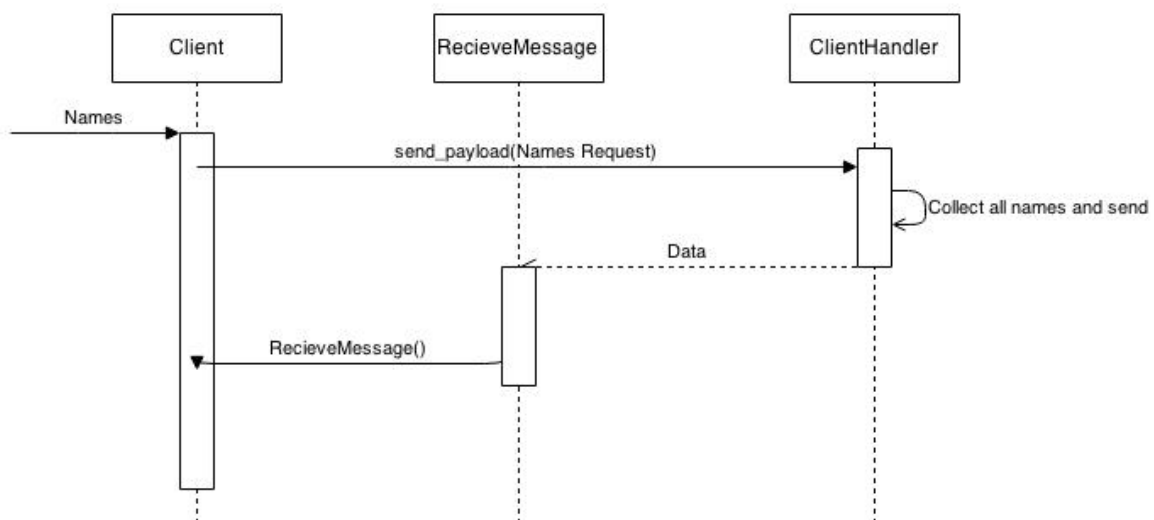 Client
RecieveMessage
ClientHandler
Names
send_payload(Names Request)
Collect all names and send
Data
RecieveMessage()